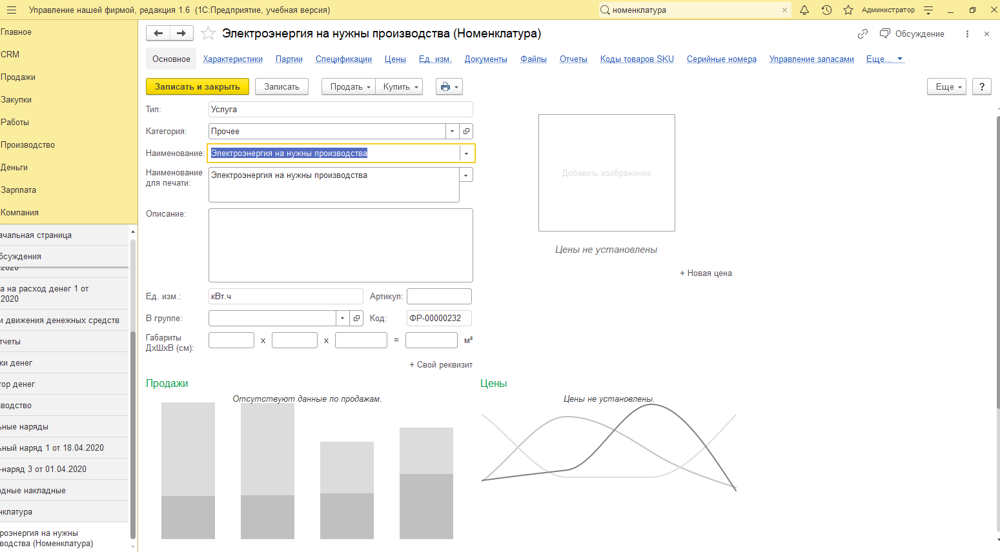 Управление нашей фирмой, редакция 1.6 (1С:Предприятие, учебная версия)
номенклатура
Администратор
Главное
CRM
Продажи
Закупки
Работы
Производство
Деньги
Зарплата
Компания
ачальная страница
бсуждения
2020
а на расход денег 1 от
2020
и движения денежных средств
тчеты
ки денег
тор денег
водство
ьные наряды
ьный наряд 1 от 18.04.2020
-наряд 3 от 01.04.2020
одные накладные
нклатура
роэнергия на нужны
водства (Номенклатура)
Электроэнергия на нужны производства (Номенклатура)
Обсуждение
Основное Характеристики Партии Спецификации Цены Ед. изм. Документы Файлы Отчеты Коды товаров SKU Серийные номера Управление запасами Еще...
Записать и закрыть Записать Продать Купить Еще ?
Тип: Услуга
Категория: Прочее
Наименование: Электроэнергия на нужны производства
Наименование для печати: Электроэнергия на нужны производства
Описание:
Добавить изображение
Цены не установлены
+ Новая цена
Ед. изм.: кВт.ч Артикул:
В группе: Код: ФР-00000232
Габариты ДхШхВ (см): x x = м³
+ Свой реквизит
Продажи
Отсутствуют данные по продажам.
Цены
Цены не установлены.